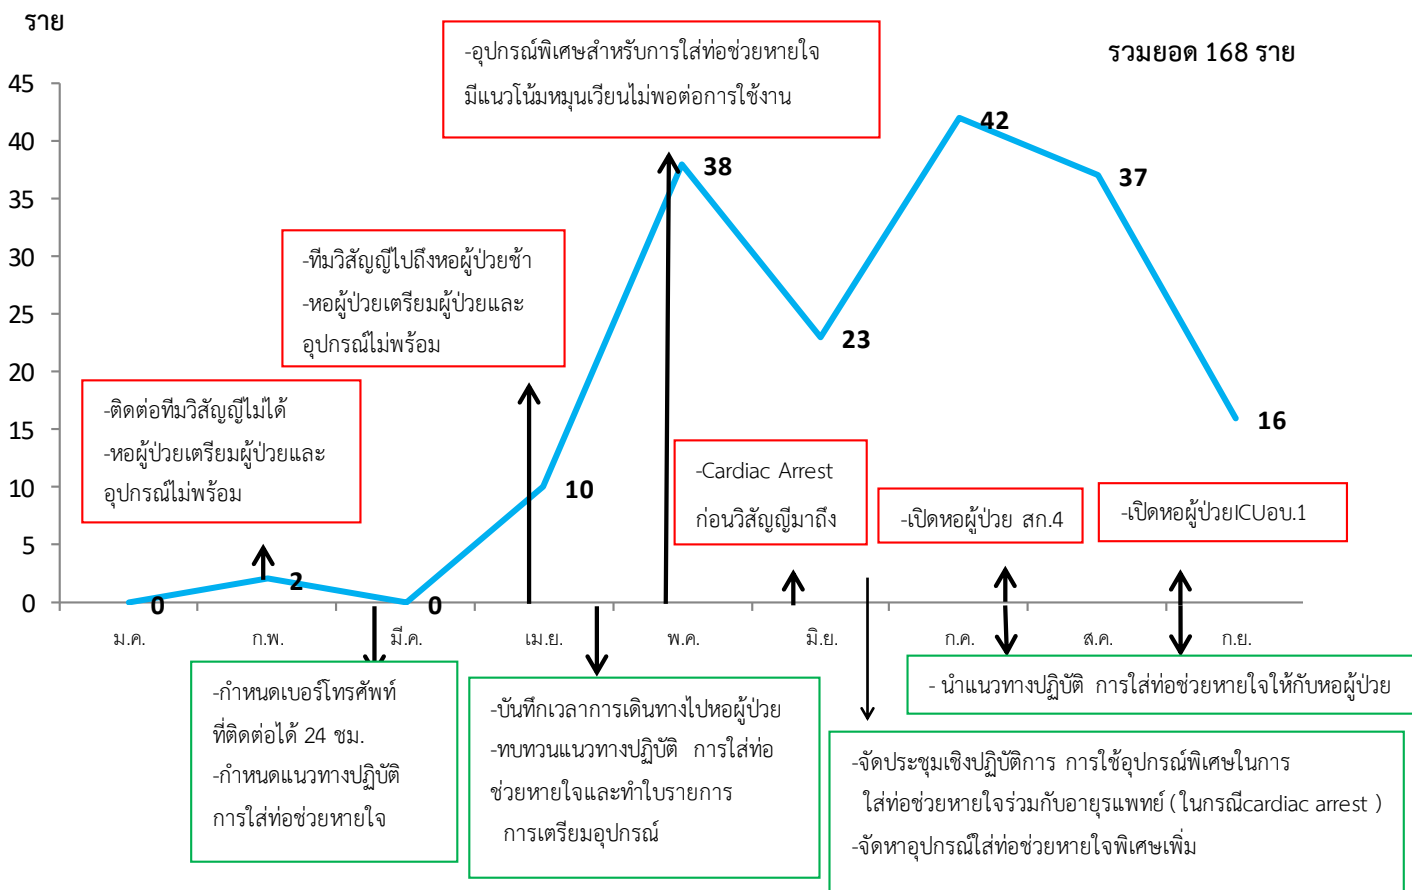 ราย
รวมยอด 168 ราย
-อุปกรณ์พิเศษสำหรับการใส่ท่อช่วยหายใจ
มีแนวโน้มหมุนเวียนไม่พอต่อการใช้งาน
45
40
35
30
25
20
15
10
5
0
42
38
37
23
16
10
0
2
0
-ทีมวิสัญญีไปถึงหอผู้ป่วยช้า
-หอผู้ป่วยเตรียมผู้ป่วยและ
อุปกรณ์ไม่พร้อม
-ติดต่อทีมวิสัญญีไม่ได้
-หอผู้ป่วยเตรียมผู้ป่วยและ
อุปกรณ์ไม่พร้อม
-Cardiac Arrest
ก่อนวิสัญญีมาถึง
-เปิดหอผู้ป่วย สก.4
-เปิดหอผู้ป่วยICUอบ.1
ม.ค.
ก.พ.
มี.ค.
เม.ย.
พ.ค.
มิ.ย.
ก.ค.
ส.ค.
ก.ย.
-กำหนดเบอร์โทรศัพท์
ที่ติดต่อได้ 24 ชม.
-กำหนดแนวทางปฏิบัติ
การใส่ท่อช่วยหายใจ
-บันทึกเวลาการเดินทางไปหอผู้ป่วย
-ทบทวนแนวทางปฏิบัติ การใส่ท่อ
ช่วยหายใจและทำใบรายการ
การเตรียมอุปกรณ์
- นำแนวทางปฏิบัติ การใส่ท่อช่วยหายใจให้กับหอผู้ป่วย
-จัดประชุมเชิงปฏิบัติการ การใช้อุปกรณ์พิเศษในการ
ใส่ท่อช่วยหายใจร่วมกับอายุรแพทย์ (ในกรณีcardiac arrest )
-จัดหาอุปกรณ์ใส่ท่อช่วยหายใจพิเศษเพิ่ม